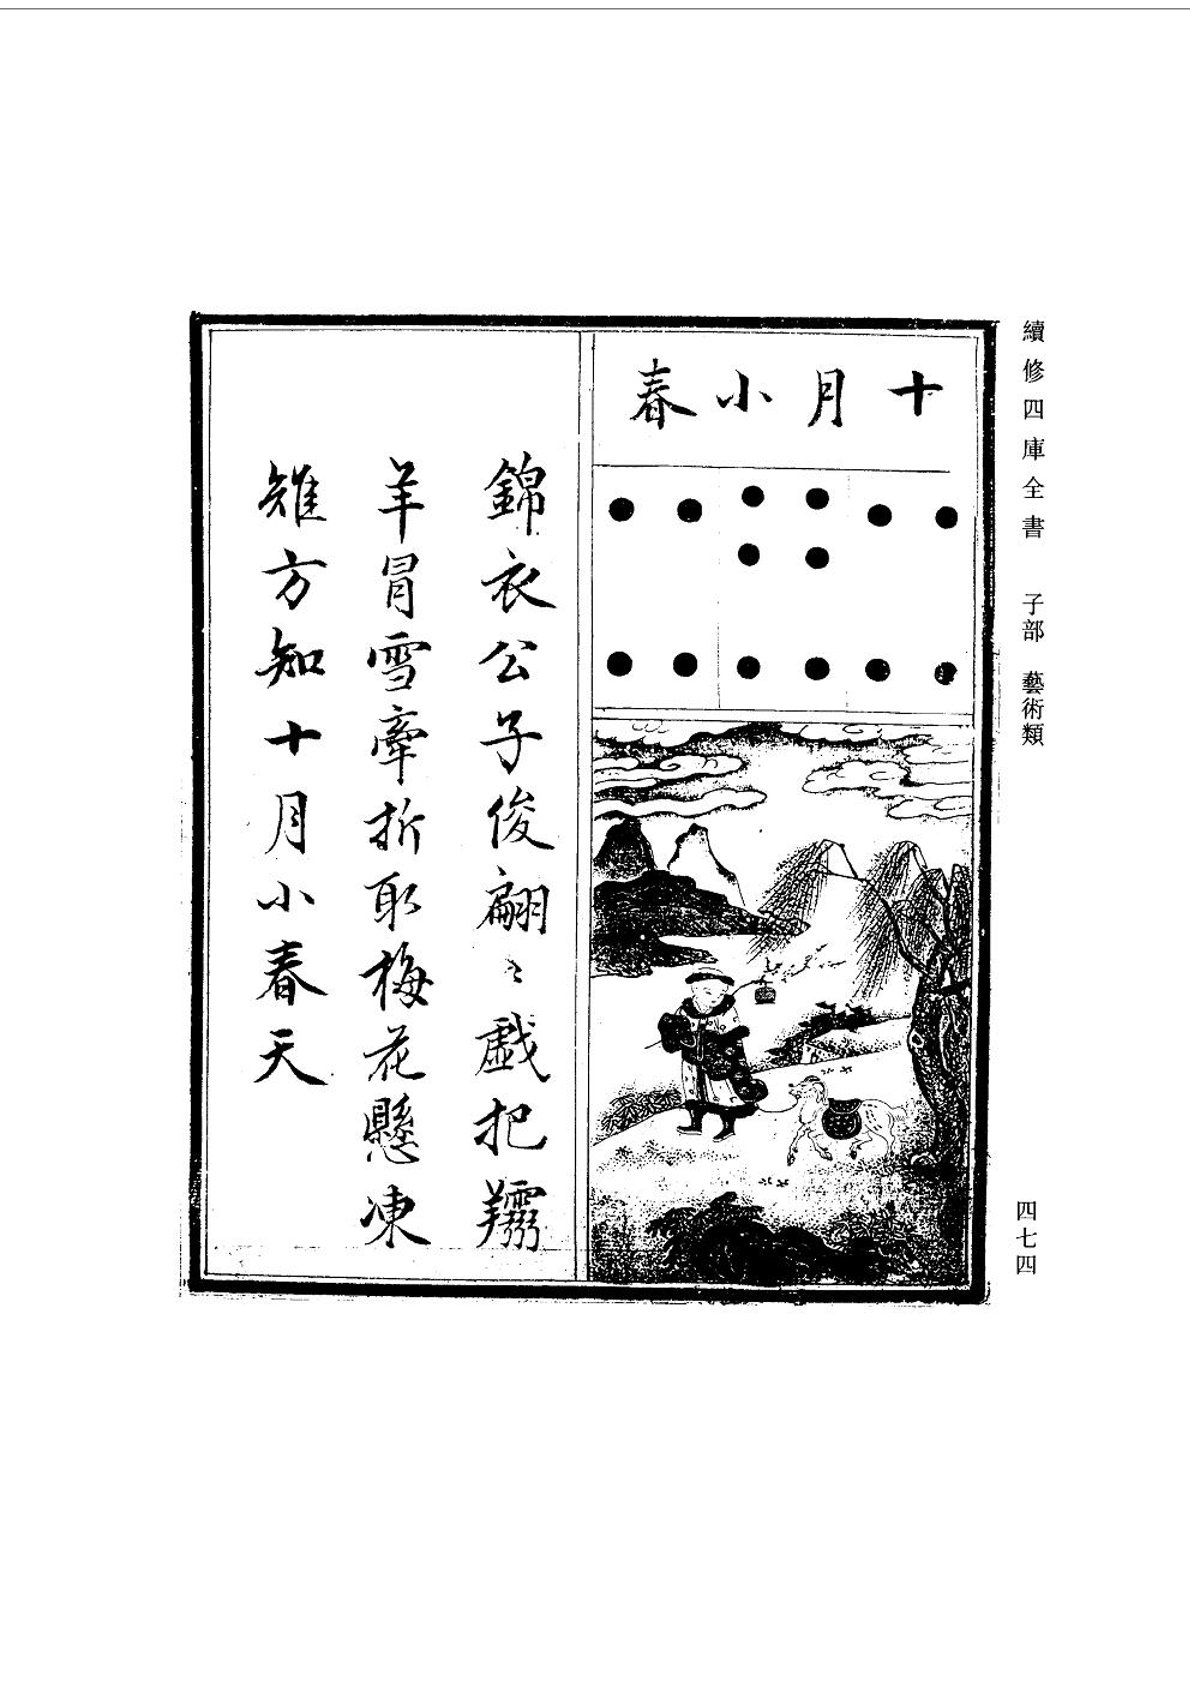 續修四庫全書 子部 藝術類
四七四
十月小春
錦衣公子俊翩〻戲把
羊冒雪牽折取梅花懸凍
雉方知十月小春天